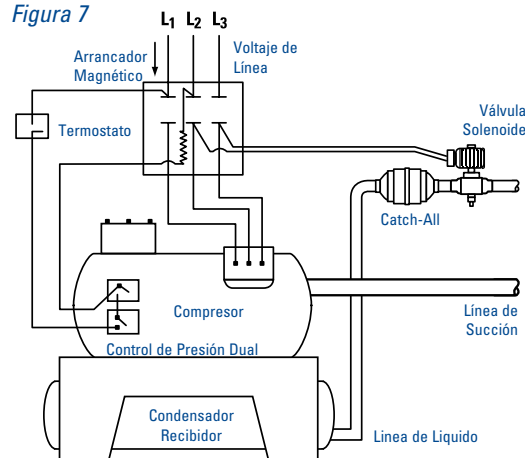 Figura 7
L1 L2 L3
Arrancador
Magnético
Voltaje de
Línea
Termostato
Válvula
Solenoide
Catch-All
Compresor
Línea de
Succión
Control de Presión Dual
Condensador
Recibidor
Linea de Liquido